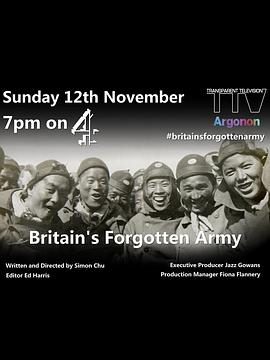 Sunday 12th November
7pm on 4
TRANSPARENT TELEVISION
TTV
Argonon
#britainsforgottenarmy
Britain's Forgotten Army
Written and Directed by Simon Chu
Editor Ed Harris
Executive Producer Jazz Gowans
Production Manager Fiona Flannery